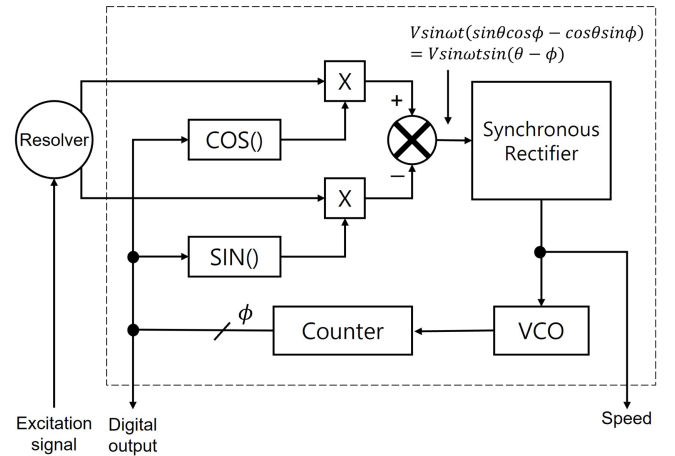 Vsinωt(sinθcosϕ − cosθsinϕ)
= Vsinωtsin(θ − ϕ)
X
+
Resolver
COS()
Synchronous
Rectifier
−
X
SIN()
ϕ
Counter
VCO
Excitation
signal
Digital
output
Speed